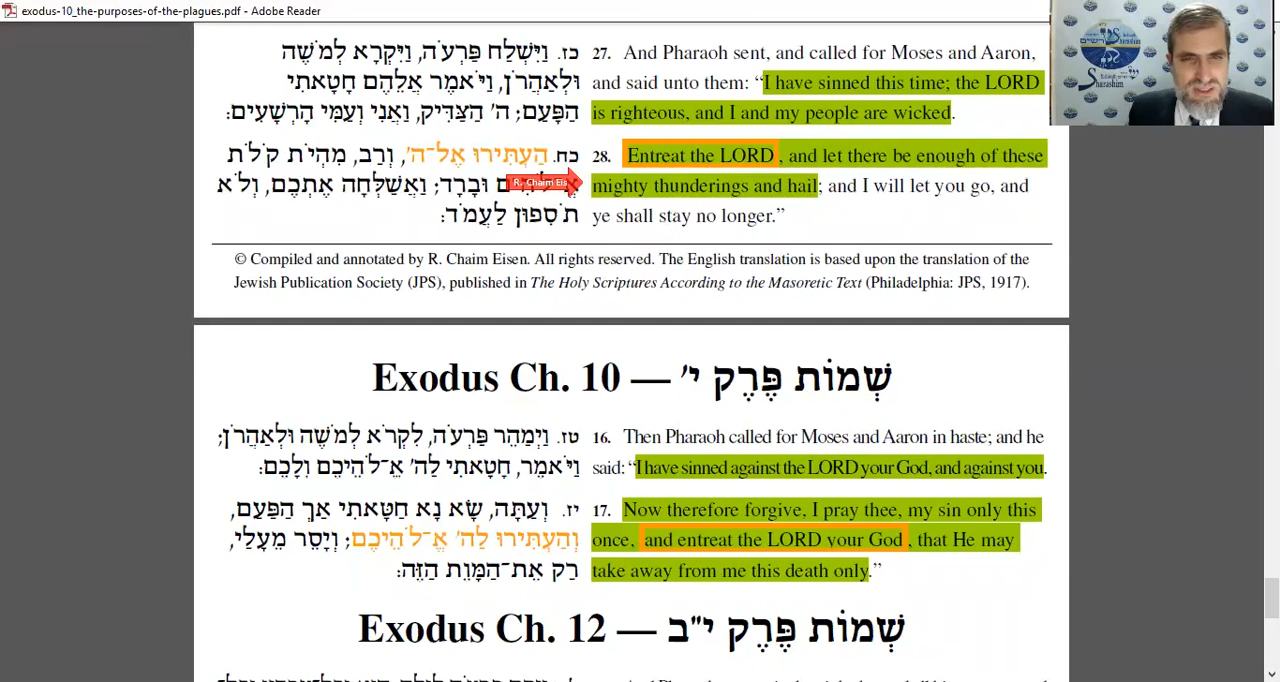 exodus-10_the-purposes-of-the-plagues.pdf - Adobe Reader
כז. וַיִּשְׁלַח פַּרְעֹה, וַיִּקְרָא לְמֹשֶׁה
וּלְאַהֲרֹן, וַיֹּאמֶר אֲלֵהֶם חָטָאתִי
הַפָּעַם; ה' הַצַּדִּיק, וַאֲנִי וְעַמִּי הָרְשָׁעִים:
27. And Pharaoh sent, and called for Moses and Aaron,
and said unto them: “I have sinned this time; the LORD
is righteous, and I and my people are wicked.
כח. הַעְתִּירוּ אֶל־ה', וְרַב, מִהְיֹת קֹלֹת
וּבָרָד; וַאֲשַׁלְּחָה אֶתְכֶם, וְלֹא
תֹסִפוּן לַעֲמֹד:
R. Chaim Eis
28. Entreat the LORD, and let there be enough of these
mighty thunderings and hail; and I will let you go, and
ye shall stay no longer.”
© Compiled and annotated by R. Chaim Eisen. All rights reserved. The English translation is based upon the translation of the
Jewish Publication Society (JPS), published in The Holy Scriptures According to the Masoretic Text (Philadelphia: JPS, 1917).
Exodus Ch. 10 — שְׁמוֹת פֶּרֶק י'
טז. וַיְמַהֵר פַּרְעֹה, לִקְרֹא לְמֹשֶׁה וּלְאַהֲרֹן;
וַיֹּאמֶר, חָטָאתִי לַה' אֱ־לֹהֵיכֶם וְלָכֶם:
16. Then Pharaoh called for Moses and Aaron in haste; and he
said: “I have sinned against the LORD your God, and against you.
יז. וְעַתָּה, שָׂא נָא חַטָּאתִי אַךְ הַפַּעַם,
וְהַעְתִּירוּ לַה' אֱ־לֹהֵיכֶם; וְיָסֵר מֵעָלַי,
רַק אֶת־הַמָּוֶת הַזֶּה:
17. Now therefore forgive, I pray thee, my sin only this
once, and entreat the LORD your God, that He may
take away from me this death only.”
Exodus Ch. 12 — שְׁמוֹת פֶּרֶק י"ב